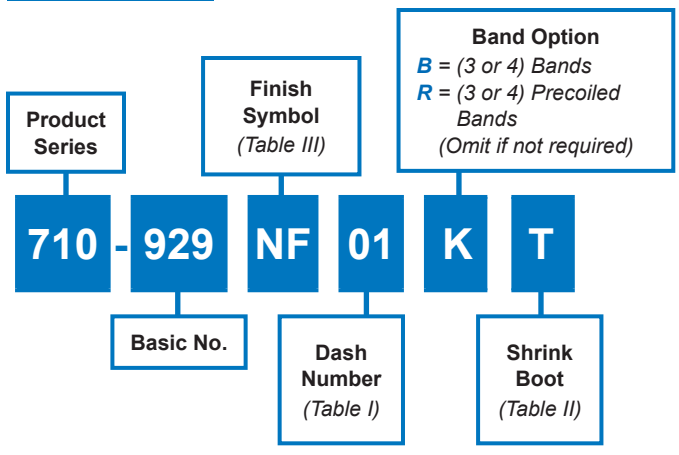 Band Option
B = (3 or 4) Bands
R = (3 or 4) Precoiled
Bands
(Omit if not required)
Finish
Symbol
(Table III)
Product
Series
710 - 929 NF 01 K T
Basic No.
Dash
Number
(Table I)
Shrink
Boot
(Table II)